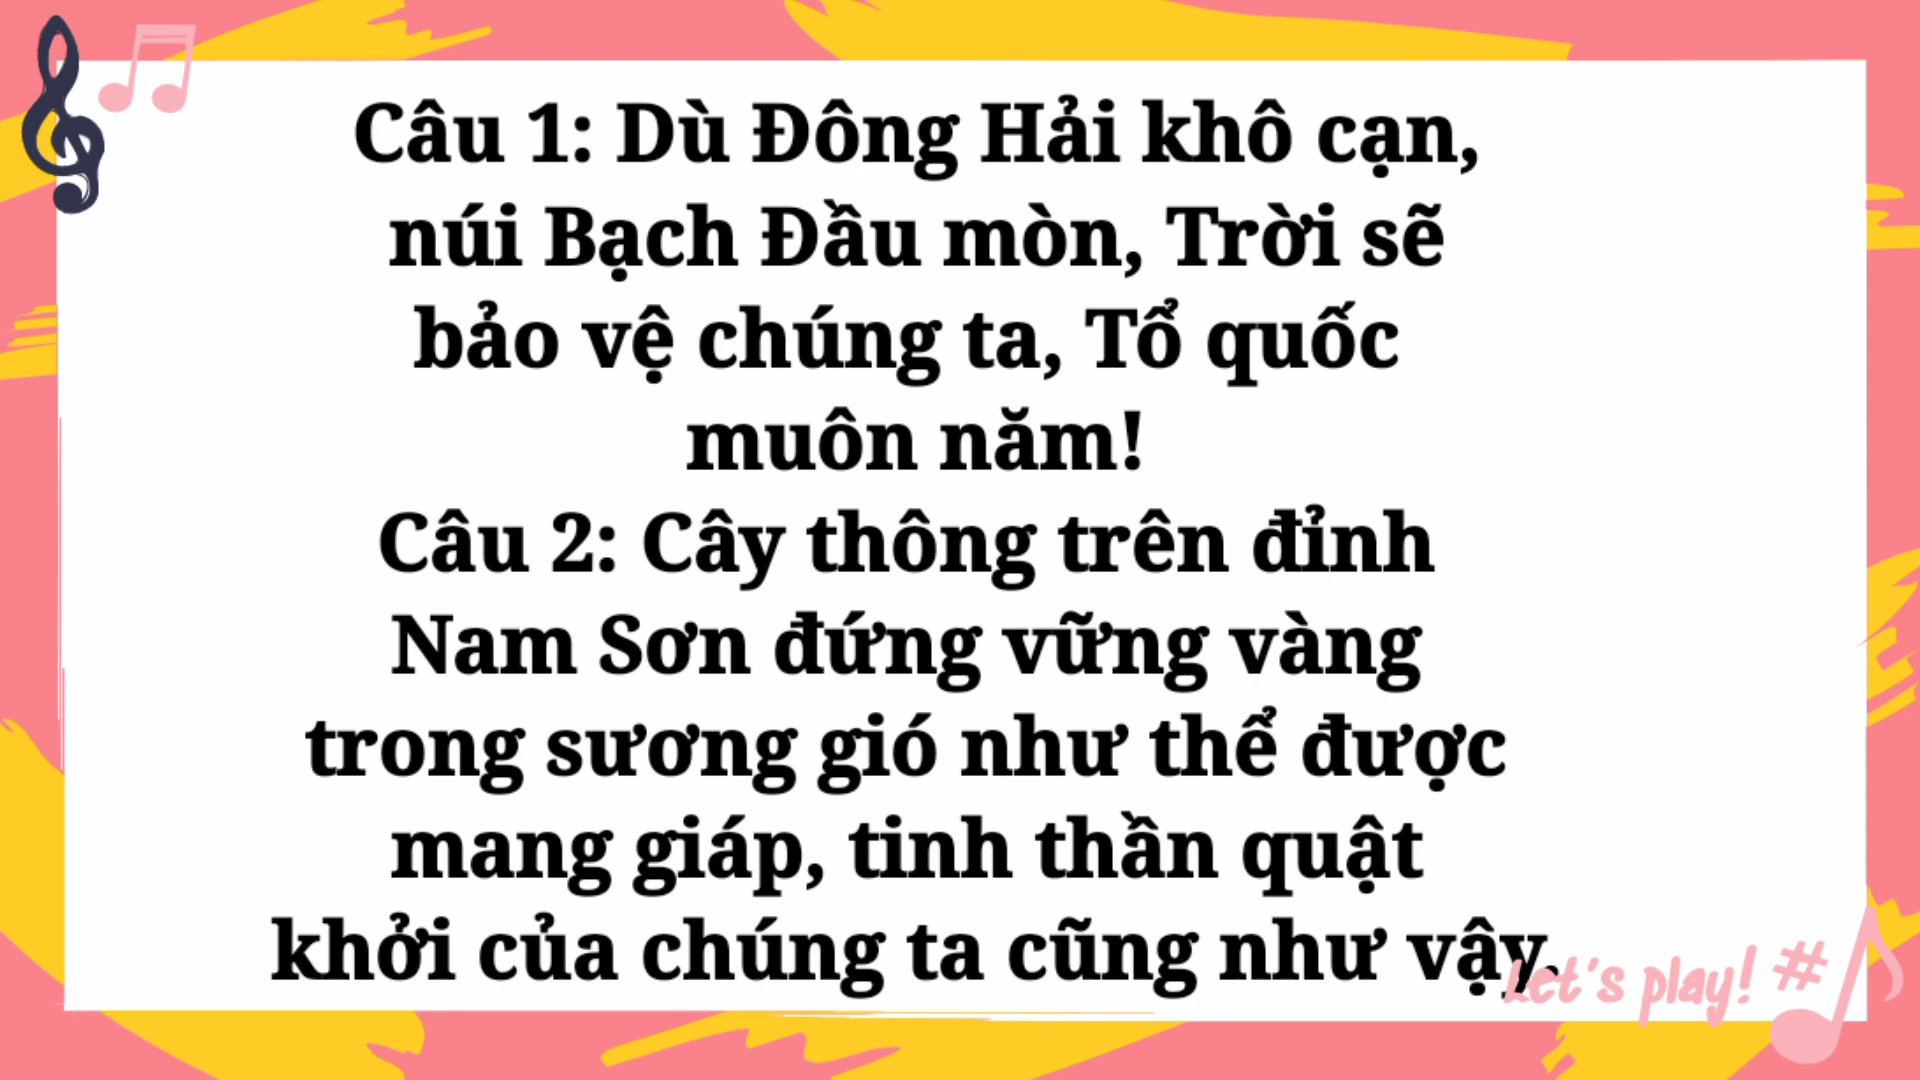 Câu 1: Dù Đông Hải khô cạn,
núi Bạch Đầu mòn, Trời sẽ
bảo vệ chúng ta, Tổ quốc
muôn năm!
Câu 2: Cây thông trên đỉnh
Nam Sơn đứng vững vàng
trong sương gió như thể được
mang giáp, tinh thần quật
khởi của chúng ta cũng như vậy.
Let's play! #